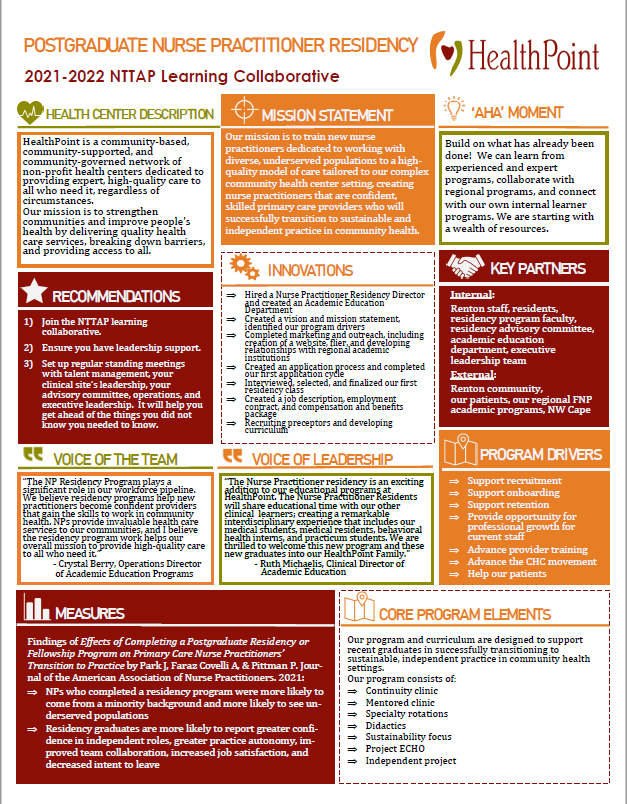 POSTGRADUATE NURSE PRACTITIONER RESIDENCY
HealthPoint
2021-2022 NTTAP Learning Collaborative
HEALTH CENTER DESCRIPTION
HealthPoint is a community-based,
community-supported, and
community-governed network of
non-profit health centers dedicated to
providing expert, high-quality care to
all who need it, regardless of
circumstances.
Our mission is to strengthen
communities and improve people's
health by delivering quality health
care services, breaking down barriers,
and providing access to all.
MISSION STATEMENT
Our mission is to train new nurse
practitioners dedicated to working with
diverse, underserved populations to a high-
quality model of care tailored to our complex
community health center setting, creating
nurse practitioners that are confident,
skilled primary care providers who will
successfully transition to sustainable and
independent practice in community health.
'AHA' MOMENT
Build on what has already been
done! We can learn from
experienced and expert
programs, collaborate with
regional programs, and connect
with our own internal learner
programs. We are starting with
a wealth of resources.
RECOMMENDATIONS
1) Join the NTTAP learning
collaborative.
2) Ensure you have leadership support.
3) Set up regular standing meetings
with talent management, your
clinical site's leadership, your
advisory committee, operations, and
executive leadership. It will help you
get ahead of the things you did not
know you needed to know.
INNOVATIONS
⇒ Hired a Nurse Practitioner Residency Director
and created an Academic Education
Department
⇒ Created a vision and mission statement,
identified our program drivers
⇒ Completed marketing and outreach, including
creation of a website, flier, and developing
relationships with regional academic
institutions
⇒ Created an application process and completed
our first application cycle
⇒ Interviewed, selected, and finalized our first
residency class
⇒ Created a job description, employment
contract, and compensation and benefits
package
⇒ Recruiting preceptors and developing
curriculum
KEY PARTNERS
Internal:
Renton staff, residents,
residency program faculty,
residency advisory committee,
academic education
department, executive
leadership team
External:
Renton community,
our patients, our regional FNP
academic programs, NW Cape
VOICE OF THE TEAM
"The NP Residency Program plays a
significant role in our workforce pipeline.
We believe residency programs help new
practitioners become confident providers
that gain the skills to work in community
health. NPs provide invaluable health care
services to our communities, and I believe
the residency program work helps our
overall mission to provide high-quality care
to all who need it."
- Crystal Berry, Operations Director
of Academic Education Programs
VOICE OF LEADERSHIP
"The Nurse Practitioner residency is an exciting
addition to our educational programs at
HealthPoint. The Nurse Practitioner Residents
will share educational time with our other
clinical learners; creating a remarkable
interdisciplinary experience that includes our
medical students, medical residents, behavioral
health interns, and practicum students. We are
thrilled to welcome this new program and these
new graduates into our HealthPoint Family."
- Ruth Michaelis, Clinical Director of
Academic Education
PROGRAM DRIVERS
⇒ Support recruitment
⇒ Support onboarding
⇒ Support retention
⇒ Provide opportunity for
professional growth for
current staff
⇒ Advance provider training
⇒ Advance the CHC movement
⇒ Help our patients
MEASURES
Findings of Effects of Completing a Postgraduate Residency or
Fellowship Program on Primary Care Nurse Practitioners'
Transition to Practice by Park J, Faraz Covelli A, & Pittman P. Jour-
nal of the American Association of Nurse Practitioners. 2021:
⇒ NPs who completed a residency program were more likely to
come from a minority background and more likely to see un-
derserved populations
⇒ Residency graduates are more likely to report greater confi-
dence in independent roles, greater practice autonomy, im-
proved team collaboration, increased job satisfaction, and
decreased intent to leave
CORE PROGRAM ELEMENTS
Our program and curriculum are designed to support
recent graduates in successfully transitioning to
sustainable, independent practice in community health
settings.
Our program consists of:
⇒ Continuity clinic
⇒ Mentored clinic
⇒ Specialty rotations
⇒ Didactics
⇒ Sustainability focus
⇒ Project ECHO
⇒ Independent project